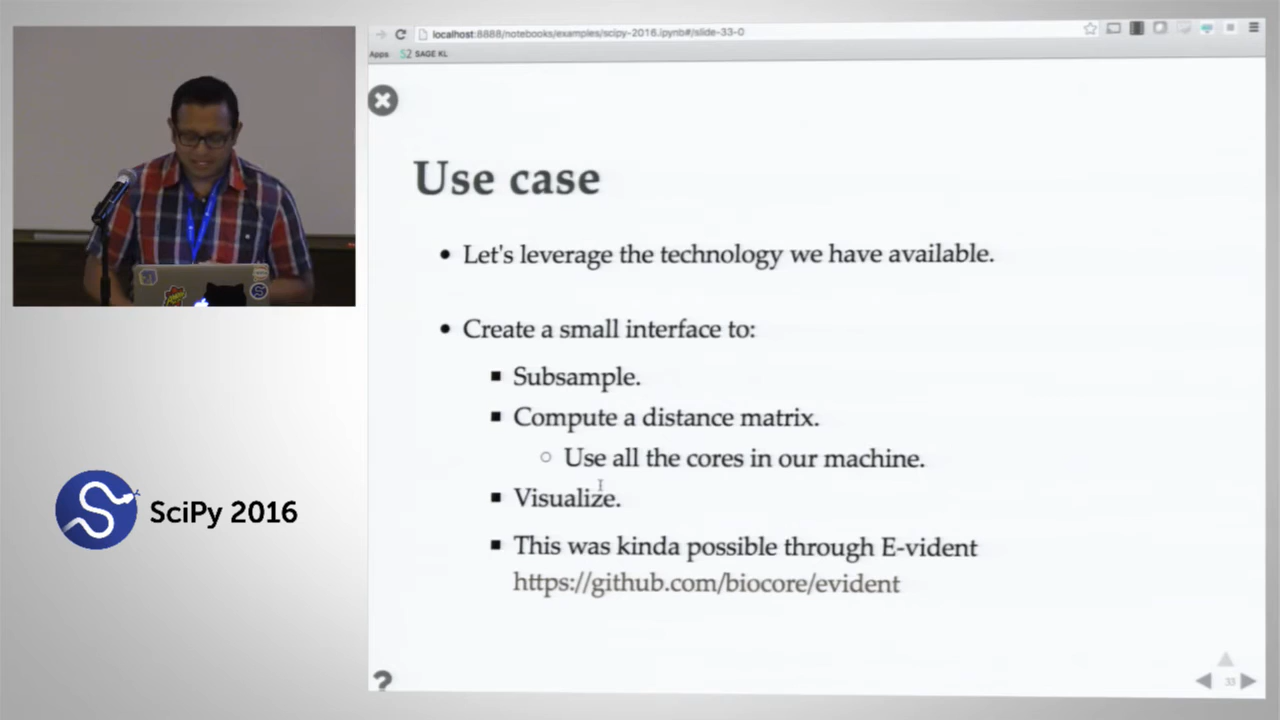 localhost:8888/notebooks/examples/scipy-2016.ipynb#/slide-33-0
Apps S2 SAGE KL
Use case
• Let's leverage the technology we have available.
• Create a small interface to:
▪ Subsample.
▪ Compute a distance matrix.
○ Use all the cores in our machine.
▪ Visualize.
▪ This was kinda possible through E-vident
https://github.com/biocore/evident
?
33
SciPy 2016